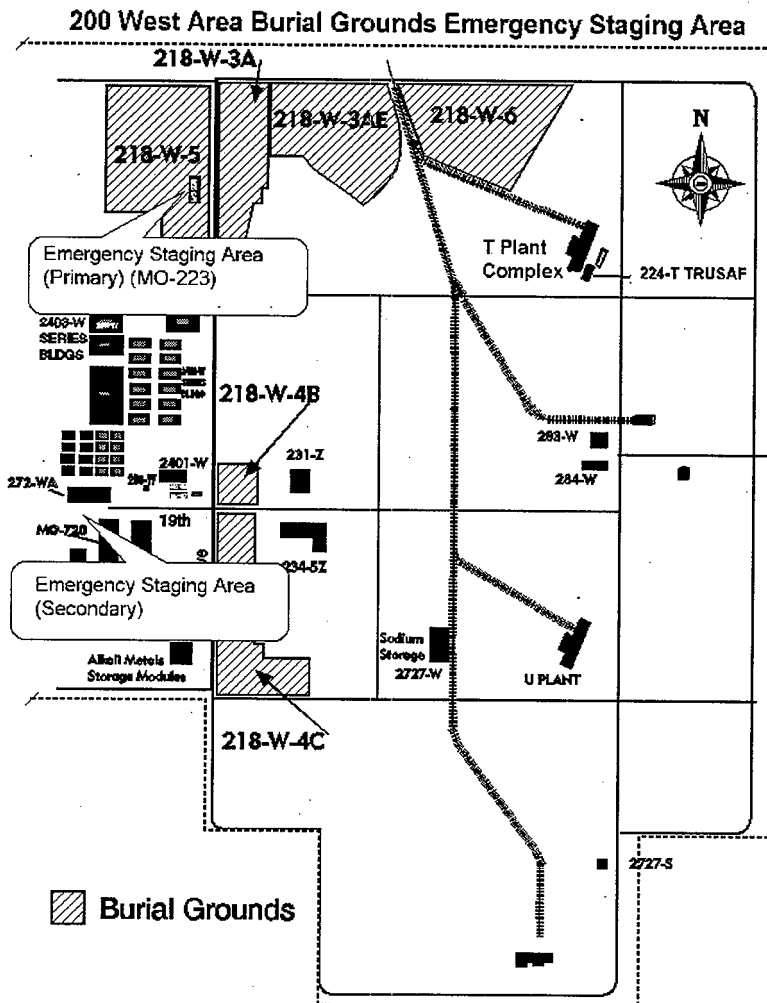 200 West Area Burial Grounds Emergency Staging Area
218-W-3A
218-W-3AE
218-W-6
218-W-5
N
Emergency Staging Area
(Primary) (MO-223)
T Plant
Complex
224-T TRUSAF
2403-W
SERIES
BLDGS
218-W-4B
283-W
2401-W
231-Z
284-W
272-WA
19th
MO-720
234-5Z
Emergency Staging Area
(Secondary)
Sodium
Storage
2727-W
Alkali Metals
Storage Modules
U PLANT
218-W-4C
2727-S
Burial Grounds